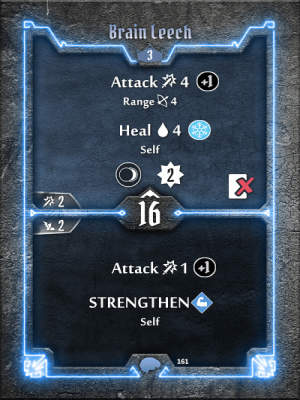 Brain Leech
3
Attack 4 +1
Range 4
Heal 4
Self
2
16
2
2
Attack 1 +1
STRENGTHEN
Self
161